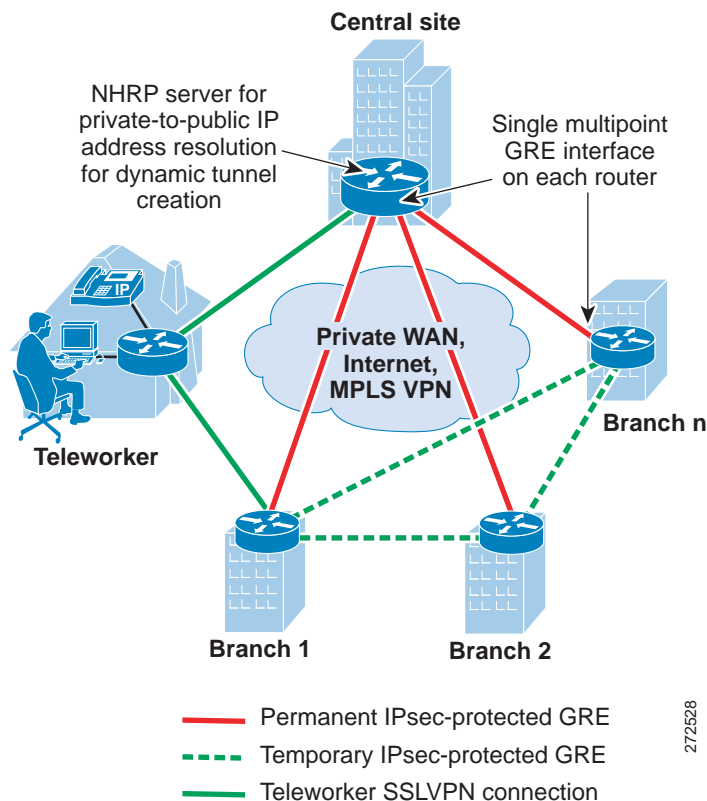 Central site
NHRP server for
private-to-public IP
address resolution
for dynamic tunnel
creation
Single multipoint
GRE interface
on each router
IP
Private WAN,
Internet,
MPLS VPN
Teleworker
Branch n
Branch 1
Branch 2
Permanent IPsec-protected GRE
Temporary IPsec-protected GRE
Teleworker SSLVPN connection
272528